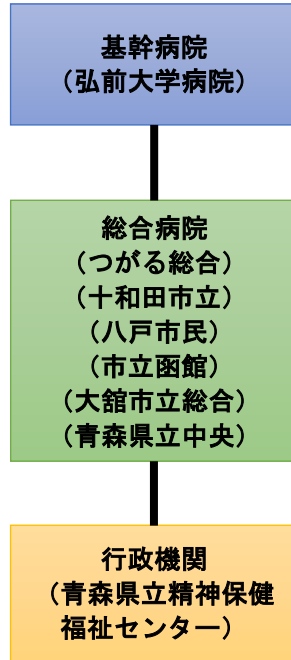 基幹病院
（弘前大学病院）
総合病院
（つがる総合）
（十和田市立）
（八戸市民）
（市立函館）
（大舘市立総合）
（青森県立中央）
行政機関
（青森県立精神保健
福祉センター）